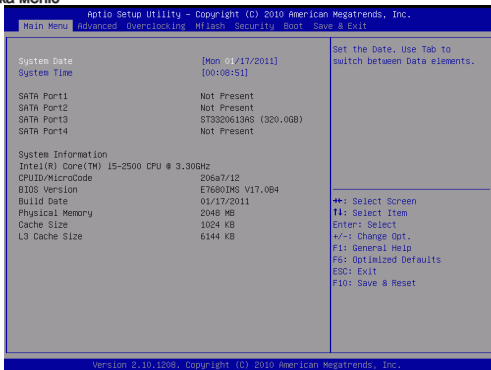 Aptio Setup Utility – Copyright (C) 2010 American Megatrends, Inc.
Main Menu Advanced Overclocking Mflash Security Boot Save & Exit
System Date [Mon 01/17/2011]
System Time [00:08:51]
SATA Port1 Not Present
SATA Port2 Not Present
SATA Port3 ST3320613AS (320.0GB)
SATA Port4 Not Present
System Information
Intel(R) Core(TM) i5-2500 CPU @ 3.30GHz
CPUID/MicroCode 206a7/12
BIOS Version E7680IMS V17.0B4
Build Date 01/17/2011
Physical Memory 2048 MB
Cache Size 1024 KB
L3 Cache Size 6144 KB
Set the Date. Use Tab to
switch between Data elements.
→←: Select Screen
↑↓: Select Item
Enter: Select
+/-: Change Opt.
F1: General Help
F6: Optimized Defaults
ESC: Exit
F10: Save & Reset
Version 2.10.1208. Copyright (C) 2010 American Megatrends, Inc.